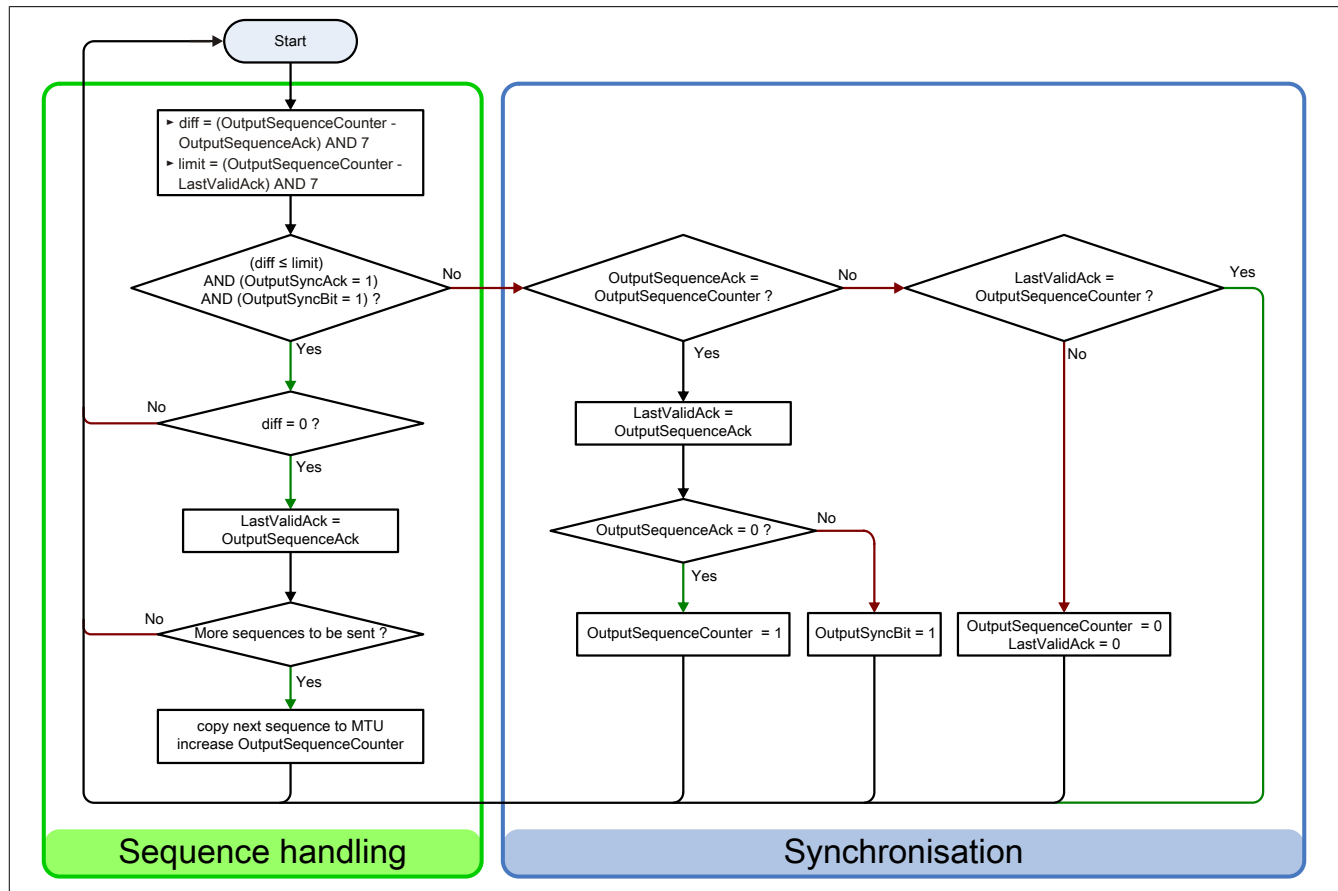 Start
► diff = (OutputSequenceCounter -
OutputSequenceAck) AND 7
► limit = (OutputSequenceCounter -
LastValidAck) AND 7
(diff ≤ limit)
AND (OutputSyncAck = 1)
AND (OutputSyncBit = 1) ?
No
Yes
diff = 0 ?
No
Yes
LastValidAck =
OutputSequenceAck
More sequences to be sent ?
No
Yes
copy next sequence to MTU
increase OutputSequenceCounter
Sequence handling
OutputSequenceAck =
OutputSequenceCounter ?
No
Yes
LastValidAck =
OutputSequenceAck
OutputSequenceAck = 0 ?
No
Yes
OutputSequenceCounter = 1
OutputSyncBit = 1
LastValidAck =
OutputSequenceCounter ?
Yes
No
OutputSequenceCounter = 0
LastValidAck = 0
Synchronisation